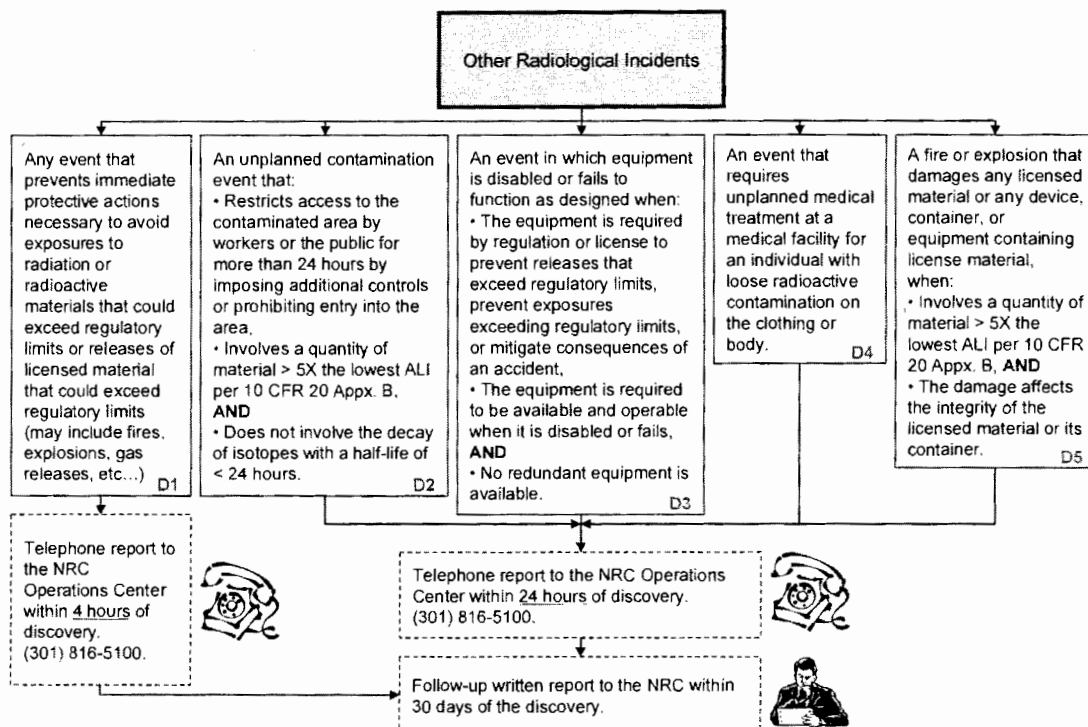 Other Radiological Incidents
Any event that
prevents immediate
protective actions
necessary to avoid
exposures to
radiation or
radioactive
materials that could
exceed regulatory
limits or releases of
licensed material
that could exceed
regulatory limits
(may include fires,
explosions, gas
releases, etc...)
D1
An unplanned contamination
event that:
• Restricts access to the
contaminated area by
workers or the public for
more than 24 hours by
imposing additional controls
or prohibiting entry into the
area,
• Involves a quantity of
material > 5X the lowest ALI
per 10 CFR 20 Appx. B,
AND
• Does not involve the decay
of isotopes with a half-life of
< 24 hours.
D2
An event in which equipment
is disabled or fails to
function as designed when:
• The equipment is required
by regulation or license to
prevent releases that
exceed regulatory limits,
prevent exposures
exceeding regulatory limits,
or mitigate consequences of
an accident,
• The equipment is required
to be available and operable
when it is disabled or fails,
AND
• No redundant equipment is
available.
D3
An event that
requires
unplanned medical
treatment at a
medical facility for
an individual with
loose radioactive
contamination on
the clothing or
body.
D4
A fire or explosion that
damages any licensed
material or any device,
container, or
equipment containing
license material,
when:
• Involves a quantity of
material > 5X the
lowest ALI per 10 CFR
20 Appx. B, AND
• The damage affects
the integrity of the
licensed material or its
container.
D5
Telephone report to
the NRC
Operations Center
within 4 hours of
discovery.
(301) 816-5100.
Telephone report to the NRC Operations
Center within 24 hours of discovery.
(301) 816-5100.
Follow-up written report to the NRC within
30 days of the discovery.